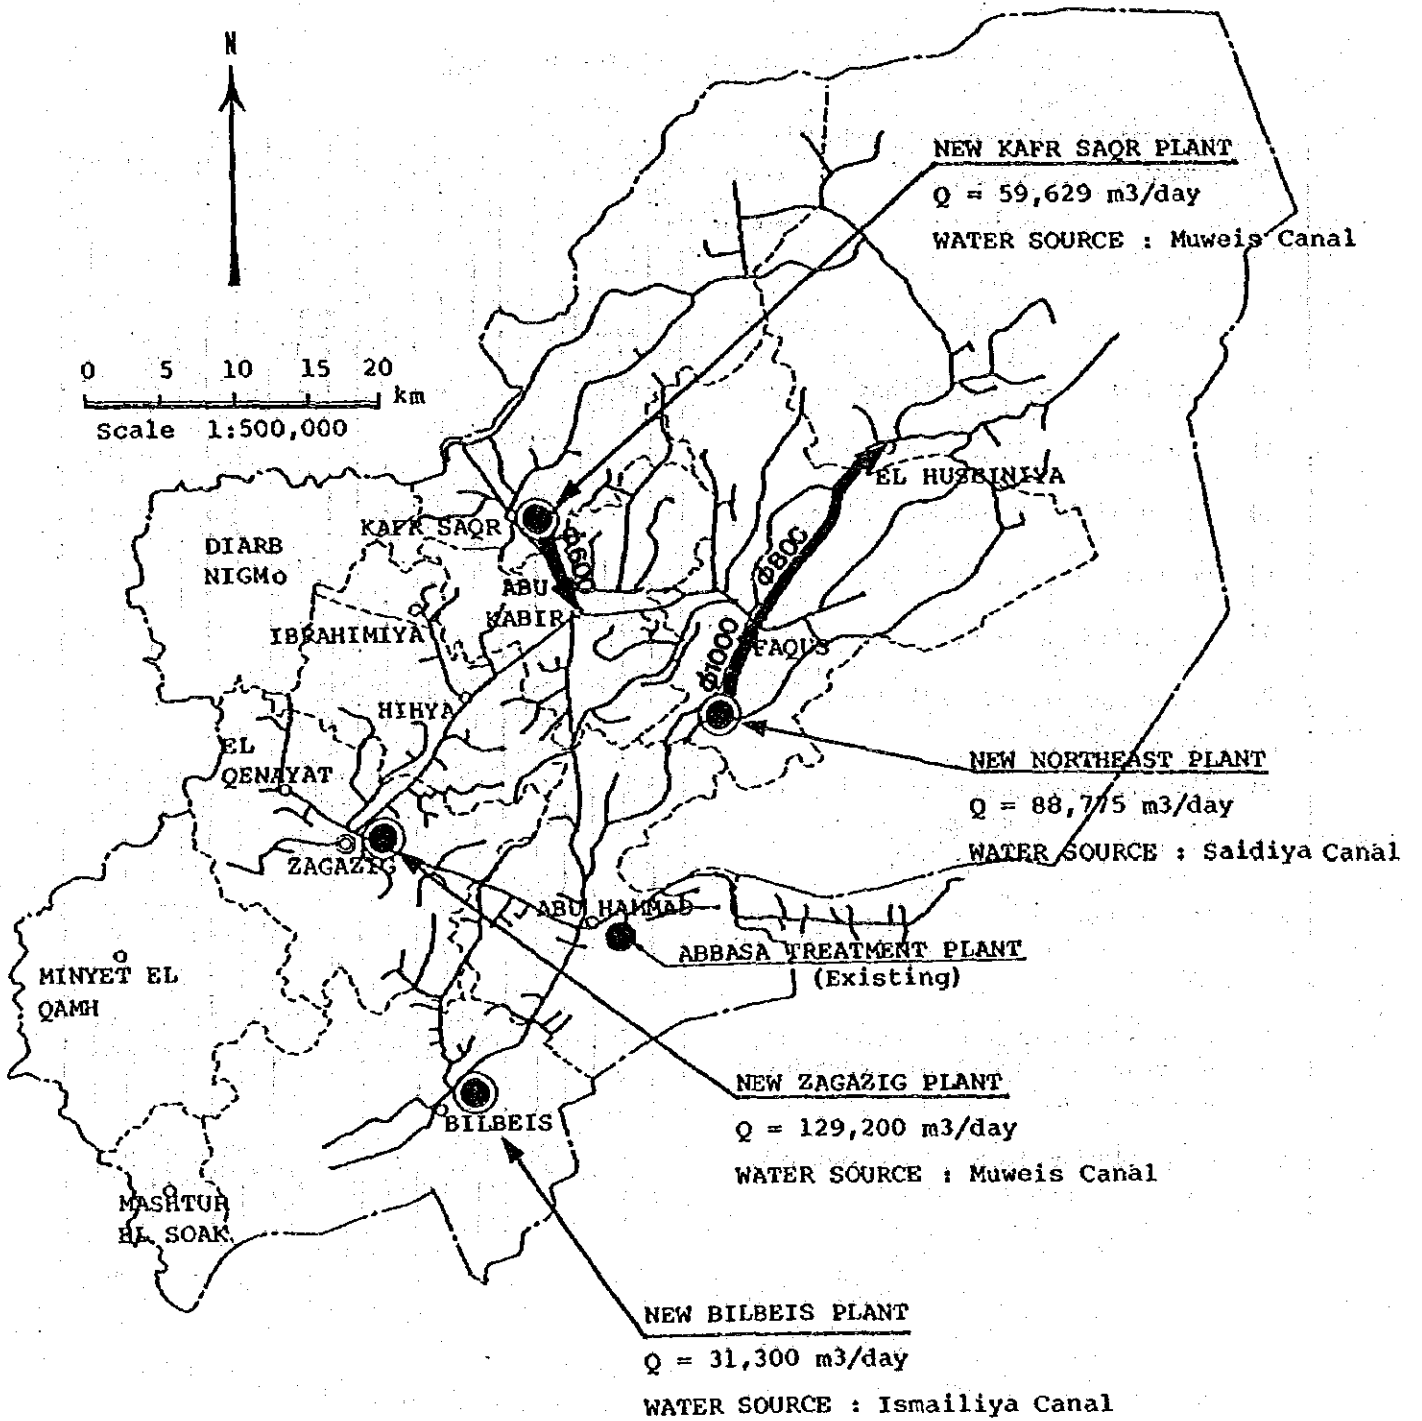 N
NEW KAFR SAQR PLANT
Q = 59,629 m3/day
WATER SOURCE : Muweis Canal
0 5 10 15 20 km
Scale 1:500,000
EL HUSEINIYA
KAFR SAQR
φ600
φ800
DIARB
NIGM
ABU
KABIR
IBRAHIMIYA
φ1000
FAQUS
HIHYA
EL
QENAYAT
NEW NORTHEAST PLANT
Q = 88,775 m3/day
WATER SOURCE : Saidiya Canal
ZAGAZIG
ABU HAMMAD
ABBASA TREATMENT PLANT
(Existing)
MINYET EL
QAMH
NEW ZAGAZIG PLANT
Q = 129,200 m3/day
WATER SOURCE : Muweis Canal
BILBEIS
MASHTUR
EL SOAK
NEW BILBEIS PLANT
Q = 31,300 m3/day
WATER SOURCE : Ismailiya Canal